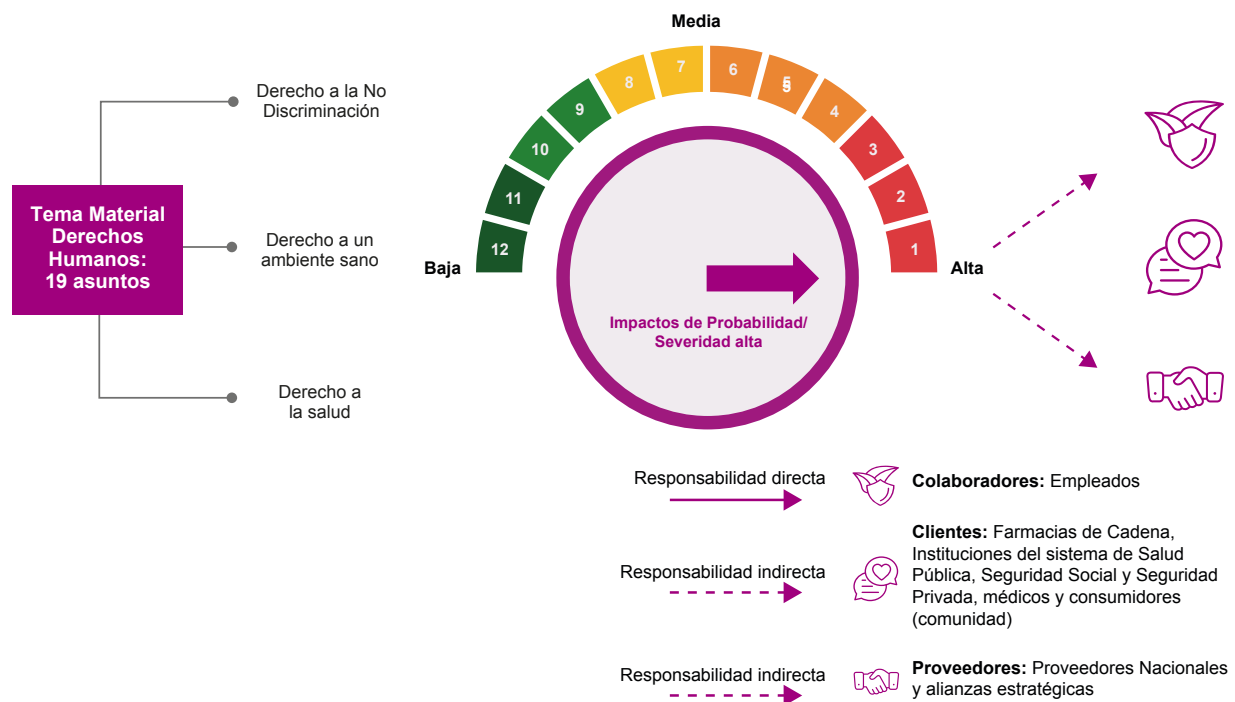 Media
Derecho a la No
Discriminación
Tema Material
Derechos
Humanos:
19 asuntos
Derecho a un
ambiente sano
Derecho a
la salud
12
11
10
9
8
7
6
5
4
3
2
1
Baja
Alta
Impactos de Probabilidad/
Severidad alta
Responsabilidad directa
Colaboradores: Empleados
Responsabilidad indirecta
Clientes: Farmacias de Cadena,
Instituciones del sistema de Salud
Pública, Seguridad Social y Seguridad
Privada, médicos y consumidores
(comunidad)
Responsabilidad indirecta
Proveedores: Proveedores Nacionales
y alianzas estratégicas